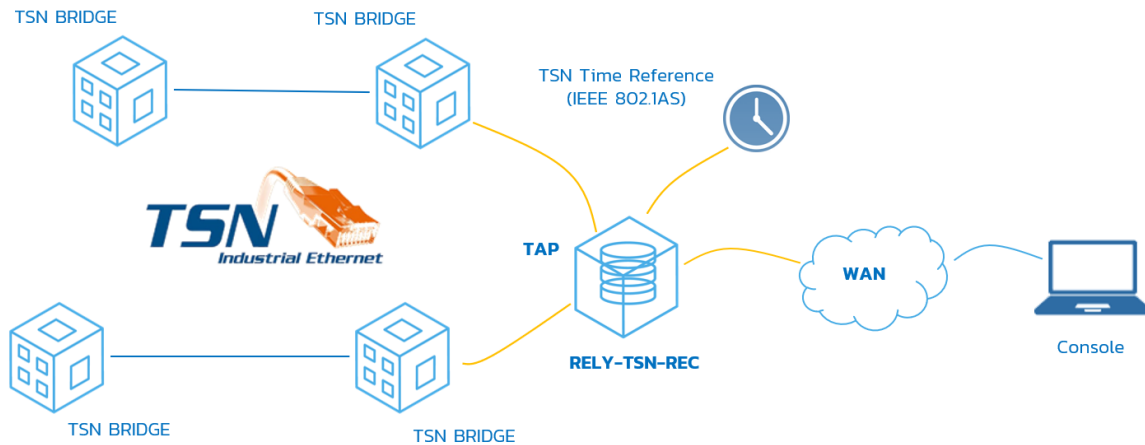 TSN BRIDGE
TSN BRIDGE
TSN Time Reference
(IEEE 802.1AS)
TSN
Industrial Ethernet
TAP
WAN
RELY-TSN-REC
Console
TSN BRIDGE
TSN BRIDGE